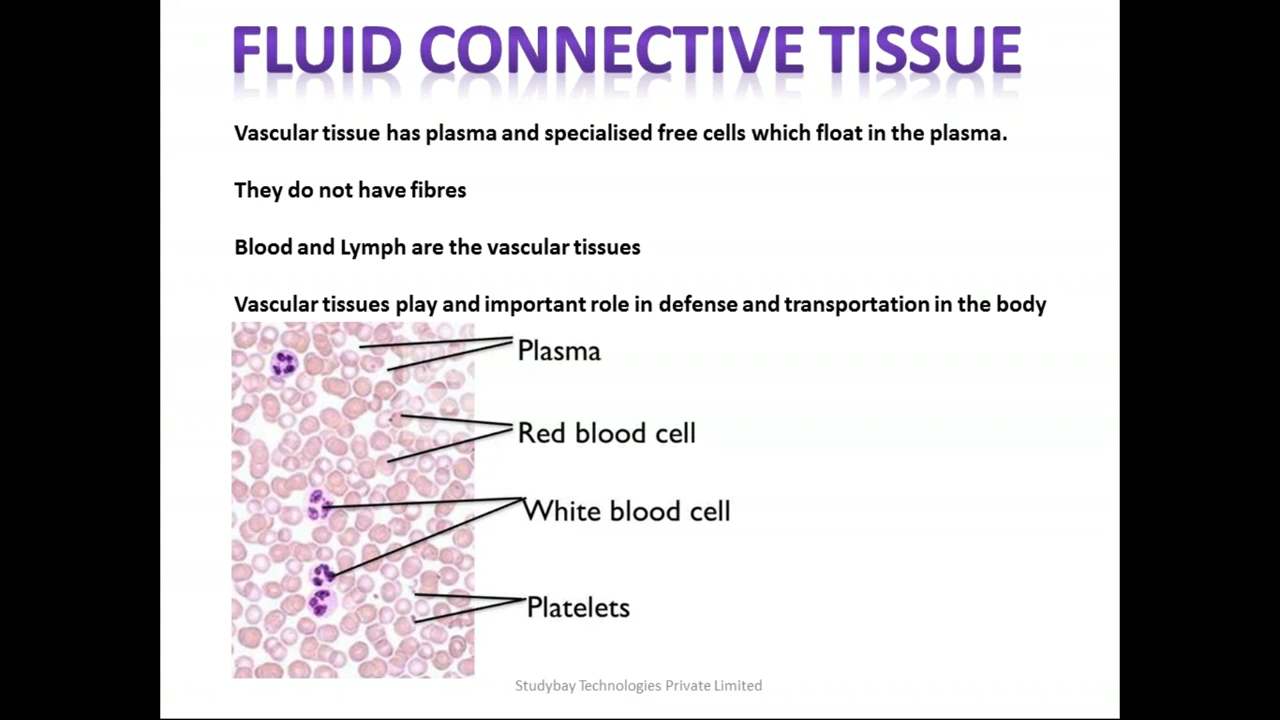 FLUID CONNECTIVE TISSUE
Vascular tissue has plasma and specialised free cells which float in the plasma.
They do not have fibres
Blood and Lymph are the vascular tissues
Vascular tissues play and important role in defense and transportation in the body
Plasma
Red blood cell
White blood cell
Platelets
Studybay Technologies Private Limited